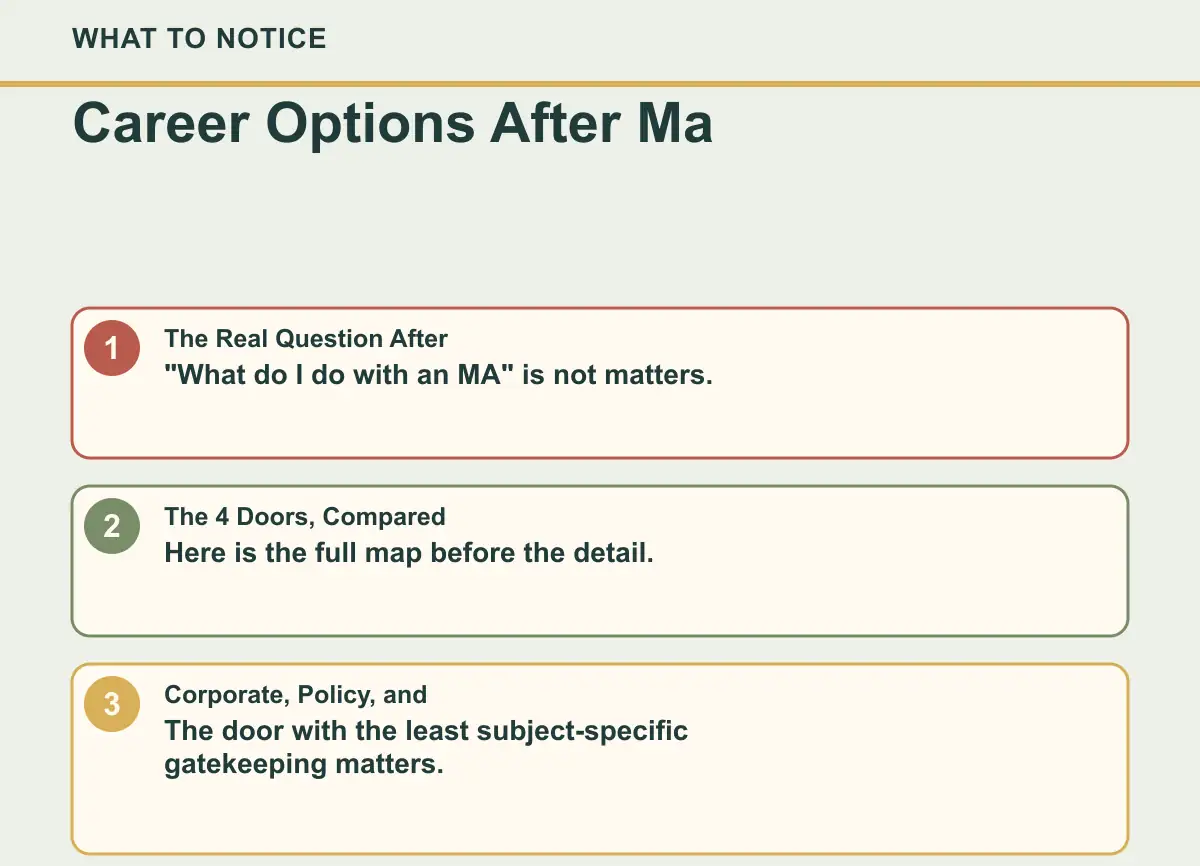 WHAT TO NOTICE
Career Options After Ma
1
The Real Question After
"What do I do with an MA" is not matters.
2
The 4 Doors, Compared
Here is the full map before the detail.
3
Corporate, Policy, and
The door with the least subject-specific
gatekeeping matters.